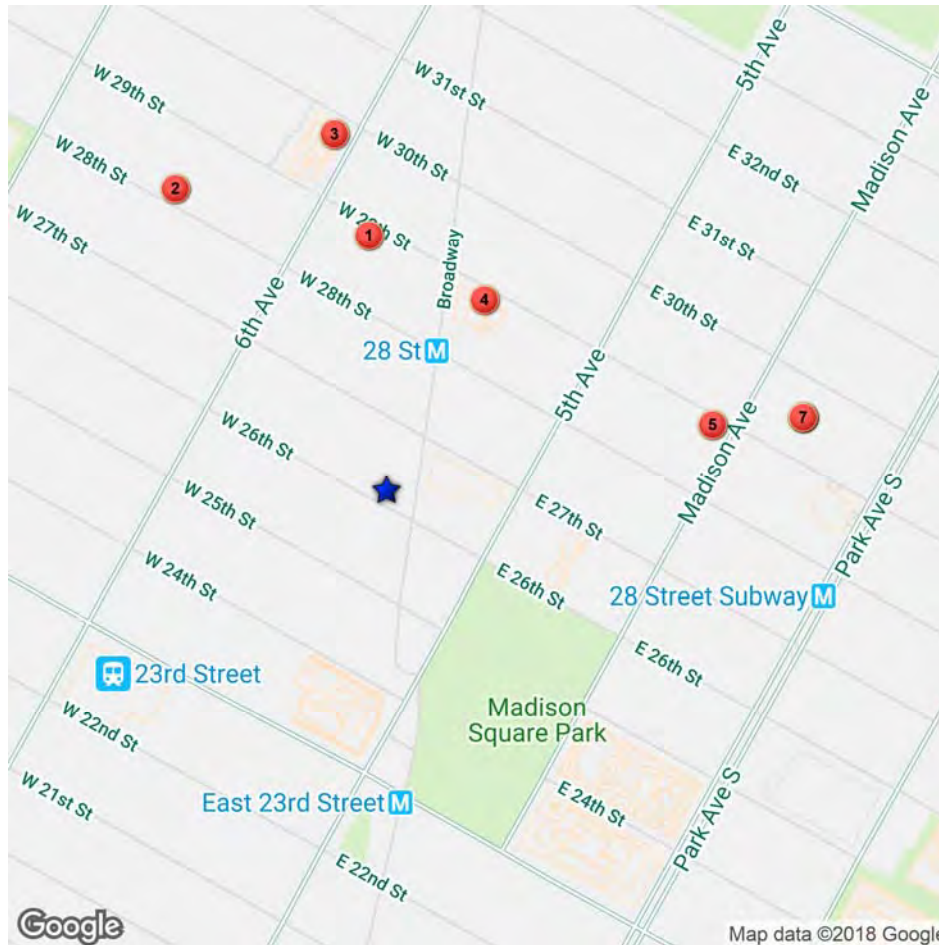 5th Ave
Madison Ave
W 31st St
W 29th St
3
W 30th St
E 32nd St
W 28th St
2
E 31st St
W 27th St
W 29th St
1
Broadway
W 28th St
4
E 30th St
6th Ave
28 St M
5th Ave
5
7
Madison Ave
W 26th St
W 25th St
E 27th St
Park Ave S
W 24th St
E 26th St
28 Street Subway M
E 26th St
23rd Street
Madison
Square Park
W 22nd St
W 21st St
East 23rd Street M
E 24th St
Park Ave S
E 22nd St
Google
Map data ©2018 Google